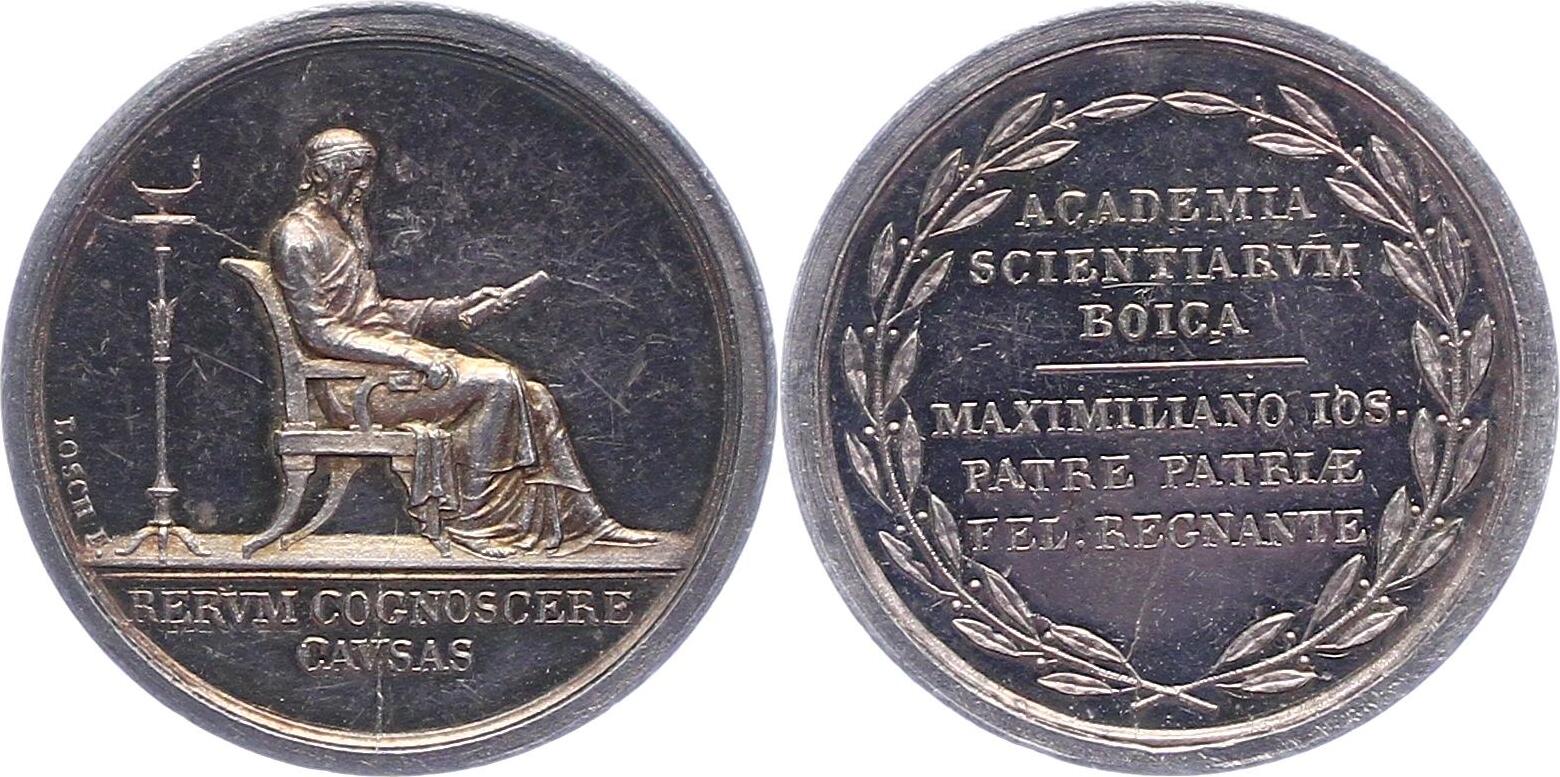 LOSCH F.
RERVM COGNOSCERE
CAVSAS
ACADEMIA
SCIENTIARVM
BOICA
MAXIMILIANO IOS.
PATRE PATRIÆ
FEL. REGNANTE